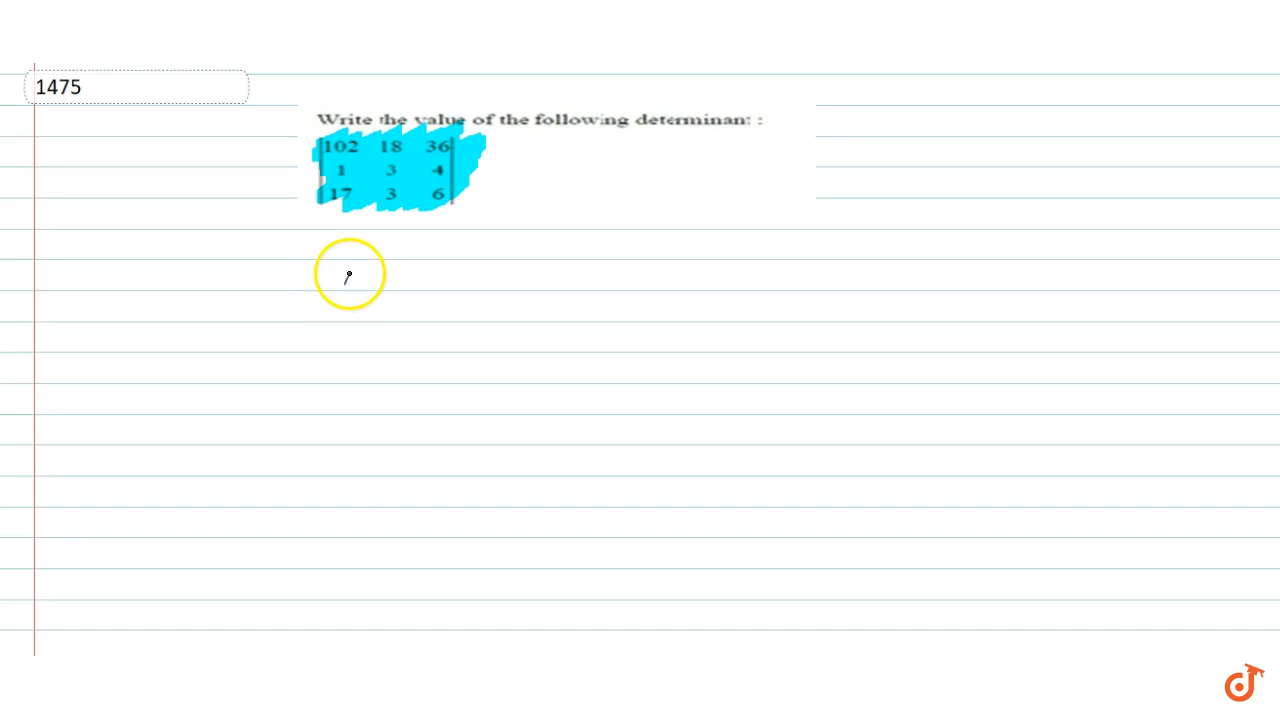 1475
Write the value of the following determinant :
102 18 36
1 3 4
17 3 6